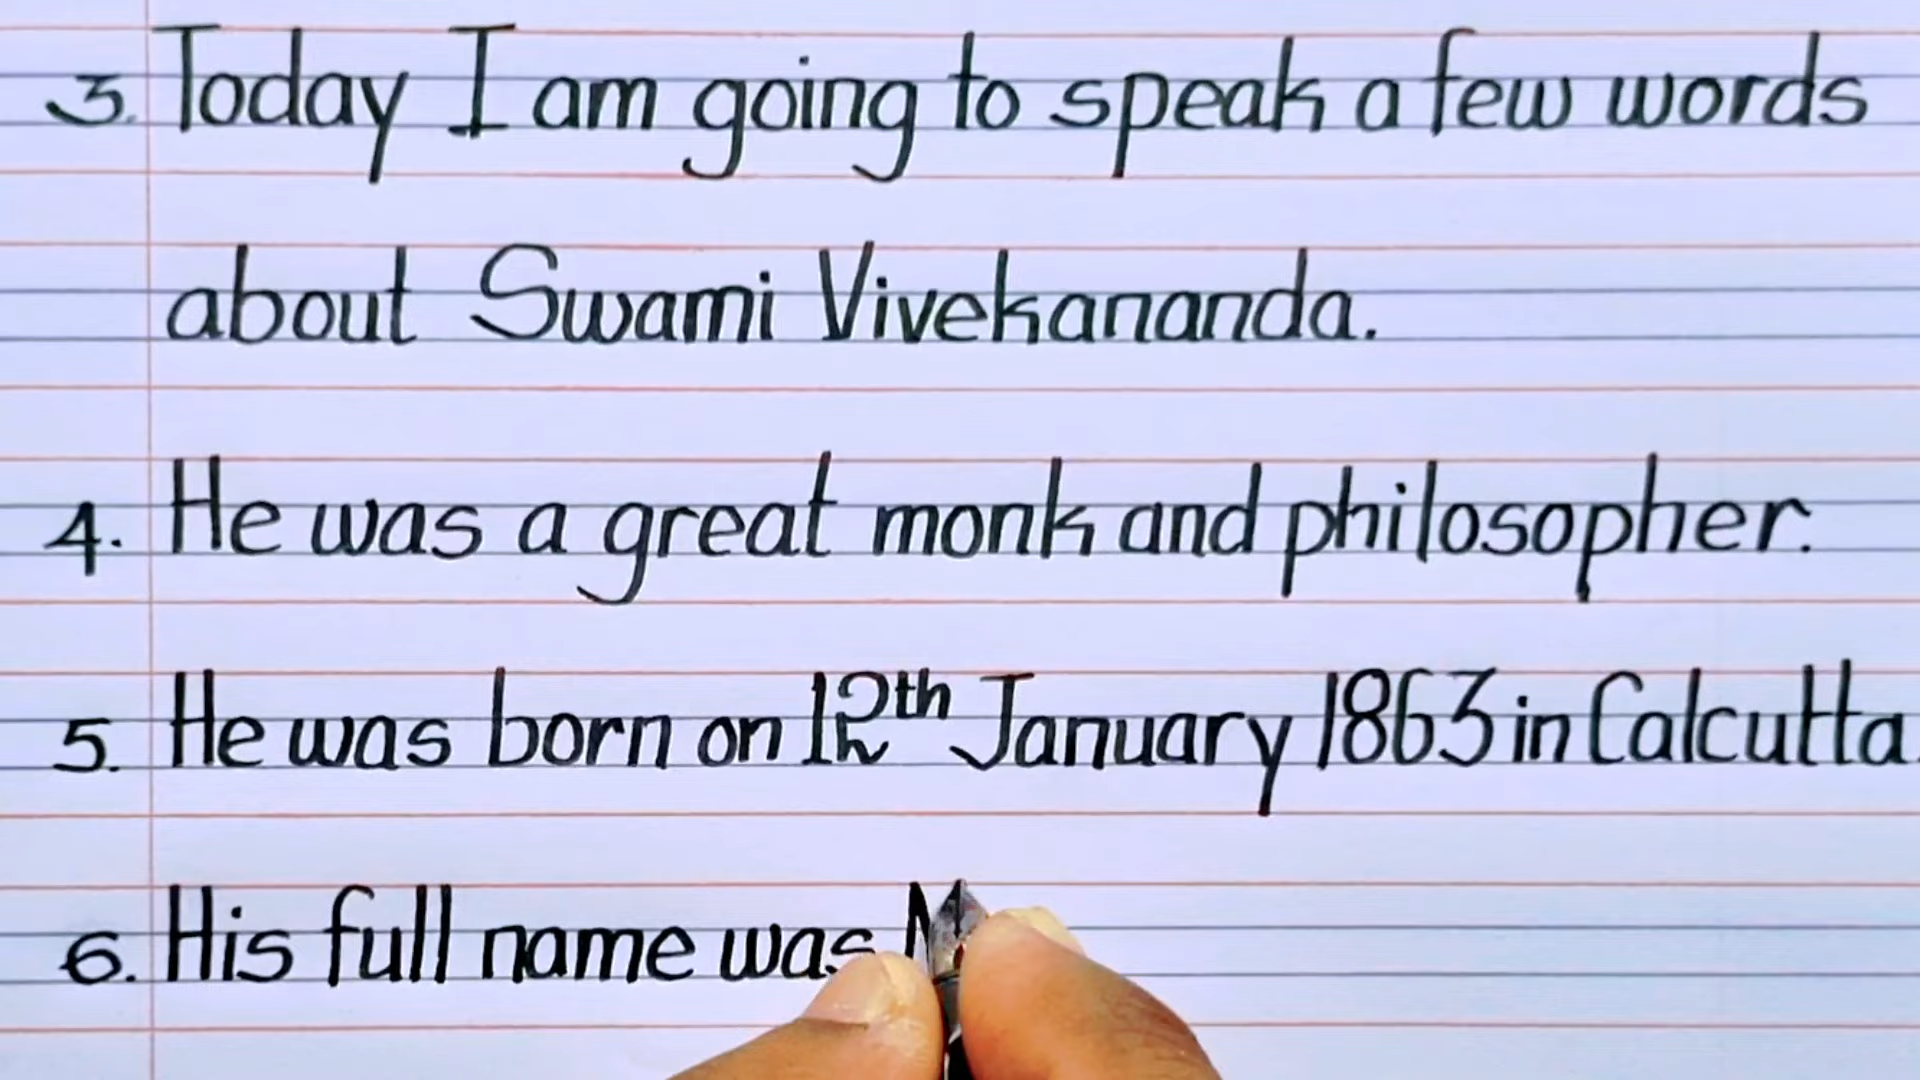 3. Today I am going to speak a few words
about Swami Vivekananda.
4. He was a great monk and philosopher.
5. He was born on 12th January 1863 in Calcutta.
6. His full name was